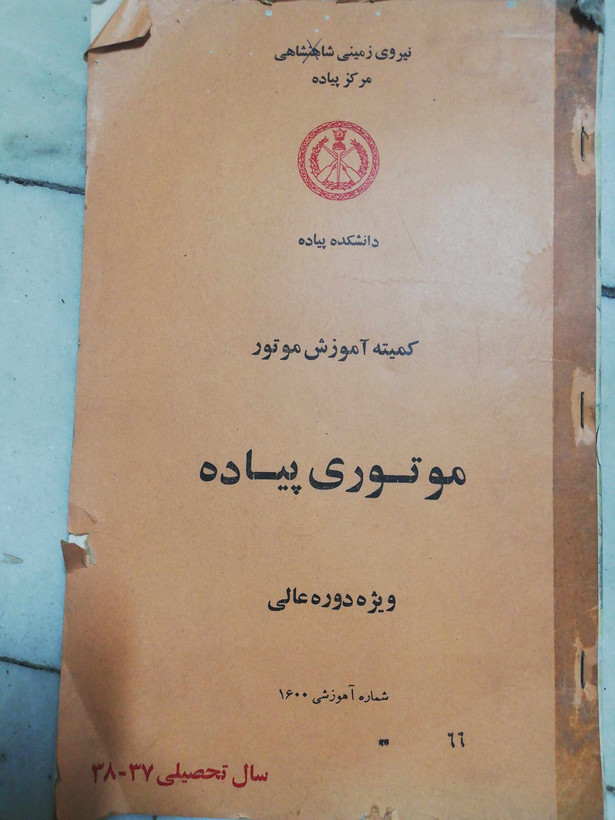 نیروی زمینی شاهنشاهی
مرکز پیاده
دانشکده پیاده
کمیته آموزش موتور
موتوری پیاده
ویژه دوره عالی
شماره آموزشی ۱۶۰۰
٦٦
سال تحصیلی ۳۷-۳۸